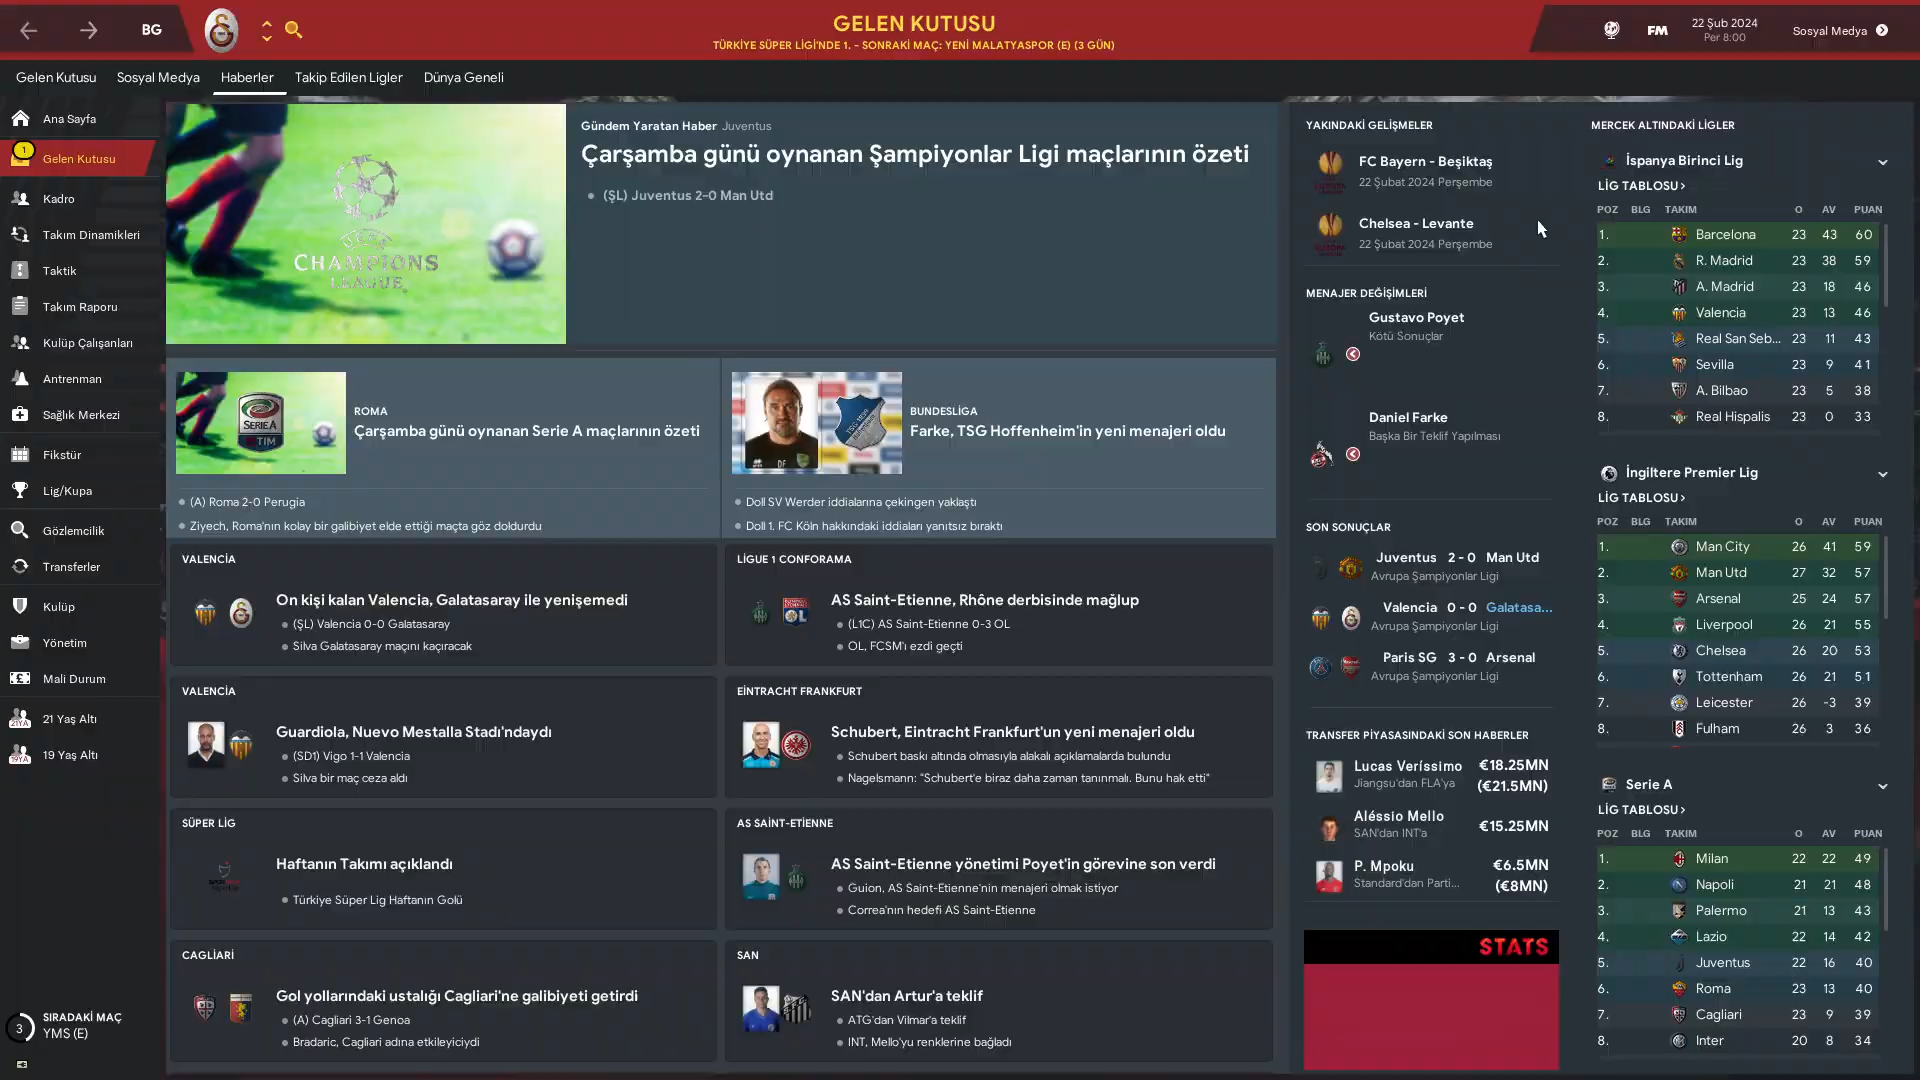 BG
GELEN KUTUSU
TÜRKİYE SÜPER LİGİ'NDE 1. - SONRAKİ MAÇ: YENİ MALATYASPOR (E) (3 GÜN)
FM
22 Şub 2024
Per 8:00
Sosyal Medya
Gelen Kutusu
Sosyal Medya
Haberler
Takip Edilen Ligler
Dünya Geneli
Ana Sayfa
1
Gelen Kutusu
Kadro
Takım Dinamikleri
Taktik
Takım Raporu
Kulüp Çalışanları
Antrenman
Sağlık Merkezi
Fikstür
Lig/Kupa
Gözlemcilik
Transferler
Kulüp
Yönetim
Mali Durum
21YA
21 Yaş Altı
19YA
19 Yaş Altı
3
SIRADAKİ MAÇ
YMS (E)
UEFA
CHAMPIONS
LEAGUE
Gündem Yaratan Haber Juventus
Çarşamba günü oynanan Şampiyonlar Ligi maçlarının özeti
(ŞL) Juventus 2-0 Man Utd
SERIE A
TIM
ROMA
Çarşamba günü oynanan Serie A maçlarının özeti
(A) Roma 2-0 Perugia
Ziyech, Roma'nın kolay bir galibiyet elde ettiği maçta göz doldurdu
DF
BUNDESLİGA
Farke, TSG Hoffenheim'in yeni menajeri oldu
Doll SV Werder iddialarına çekingen yaklaştı
Doll 1. FC Köln hakkındaki iddiaları yanıtsız bıraktı
VALENCİA
On kişi kalan Valencia, Galatasaray ile yenişemedi
(ŞL) Valencia 0-0 Galatasaray
Silva Galatasaray maçını kaçıracak
LİGUE 1 CONFORAMA
AS Saint-Etienne, Rhône derbisinde mağlup
(L1C) AS Saint-Etienne 0-3 OL
OL, FCSM'ı ezdi geçti
VALENCİA
Guardiola, Nuevo Mestalla Stadı'ndaydı
(SD1) Vigo 1-1 Valencia
Silva bir maç ceza aldı
EİNTRACHT FRANKFURT
Schubert, Eintracht Frankfurt'un yeni menajeri oldu
Schubert baskı altında olmasıyla alakalı açıklamalarda bulundu
Nagelsmann: "Schubert'e biraz daha zaman tanınmalı. Bunu hak etti"
SÜPER LİG
Haftanın Takımı açıklandı
Türkiye Süper Lig Haftanın Golü
AS SAİNT-ETİENNE
AS Saint-Etienne yönetimi Poyet'in görevine son verdi
Guion, AS Saint-Etienne'nin menajeri olmak istiyor
Correa'nın hedefi AS Saint-Etienne
CAGLİARİ
Gol yollarındaki ustalığı Cagliari'ne galibiyeti getirdi
(A) Cagliari 3-1 Genoa
Bradaric, Cagliari adına etkileyiciydi
SAN
SAN'dan Artur'a teklif
ATG'dan Vilmar'a teklif
INT, Mello'yu renklerine bağladı
YAKINDAKİ GELİŞMELER
FC Bayern - Beşiktaş
22 Şubat 2024 Perşembe
Chelsea - Levante
22 Şubat 2024 Perşembe
MENAJER DEĞİŞİMLERİ
Gustavo Poyet
Kötü Sonuçlar
Daniel Farke
Başka Bir Teklif Yapılması
SON SONUÇLAR
Juventus 2 - 0 Man Utd
Avrupa Şampiyonlar Ligi
Valencia 0 - 0 Galatasa...
Avrupa Şampiyonlar Ligi
Paris SG 3 - 0 Arsenal
Avrupa Şampiyonlar Ligi
TRANSFER PİYASASINDAKİ SON HABERLER
Lucas Veríssimo €18.25MN
Jiangsu'dan FLA'ya (€21.5MN)
Aléssio Mello
SAN'dan INT'a €15.25MN
P. Mpoku €6.5MN
Standard'dan Parti... (€8MN)
STATS
MERCEK ALTINDAKİ LİGLER
İspanya Birinci Lig
LİG TABLOSU >
POZ BLG TAKIM O AV PUAN
1. Barcelona 23 43 60
2. R. Madrid 23 38 59
3. A. Madrid 23 18 46
4. Valencia 23 13 46
5. Real San Seb... 23 11 43
6. Sevilla 23 9 41
7. A. Bilbao 23 5 38
8. Real Hispalis 23 0 33
İngiltere Premier Lig
LİG TABLOSU >
POZ BLG TAKIM O AV PUAN
1. Man City 26 41 59
2. Man Utd 27 32 57
3. Arsenal 25 24 57
4. Liverpool 26 21 55
5. Chelsea 26 20 53
6. Tottenham 26 21 51
7. Leicester 26 -3 39
8. Fulham 26 3 36
Serie A
LİG TABLOSU >
POZ BLG TAKIM O AV PUAN
1. Milan 22 22 49
2. Napoli 21 21 48
3. Palermo 21 13 43
4. Lazio 22 14 42
5. Juventus 22 16 40
6. Roma 23 13 40
7. Cagliari 23 9 39
8. Inter 20 8 34